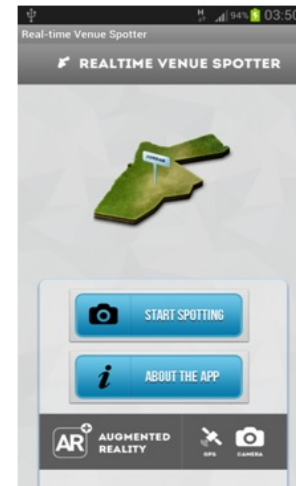 H 94% 03:50
Real-time Venue Spotter
REALTIME VENUE SPOTTER
JORDAN
START SPOTTING
i ABOUT THE APP
AR+ AUGMENTED
REALITY
GPS CAMERA